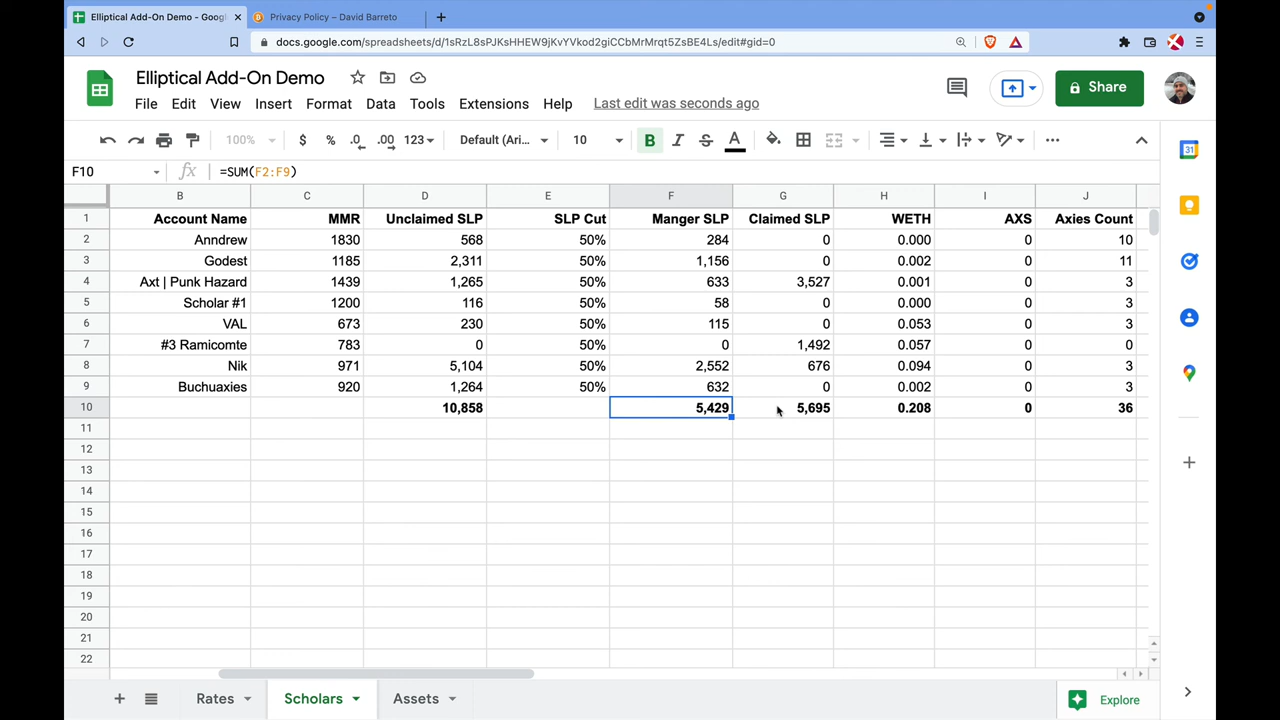 Elliptical Add-On Demo - Googl
Privacy Policy – David Barreto
docs.google.com/spreadsheets/d/1sRzL8sPJKsHHEW9jKvYVkod2giCCbMrMrqt5ZsBE4Ls/edit#gid=0
Elliptical Add-On Demo
File Edit View Insert Format Data Tools Extensions Help Last edit was seconds ago
Share
100% $ % .0 .00 123 Default (Ari... 10 B I S A
F10 fx =SUM(F2:F9)
B C D E F G H I J
1 Account Name MMR Unclaimed SLP SLP Cut Manger SLP Claimed SLP WETH AXS Axies Count
2 Anndrew 1830 568 50% 284 0 0.000 0 10
3 Godest 1185 2,311 50% 1,156 0 0.002 0 11
4 Axt | Punk Hazard 1439 1,265 50% 633 3,527 0.001 0 3
5 Scholar #1 1200 116 50% 58 0 0.000 0 3
6 VAL 673 230 50% 115 0 0.053 0 3
7 #3 Ramicomte 783 0 50% 0 1,492 0.057 0 0
8 Nik 971 5,104 50% 2,552 676 0.094 0 3
9 Buchuaxies 920 1,264 50% 632 0 0.002 0 3
10 10,858 5,429 5,695 0.208 0 36
11
12
13
14
15
16
17
18
19
20
21
22
Rates Scholars Assets Explore